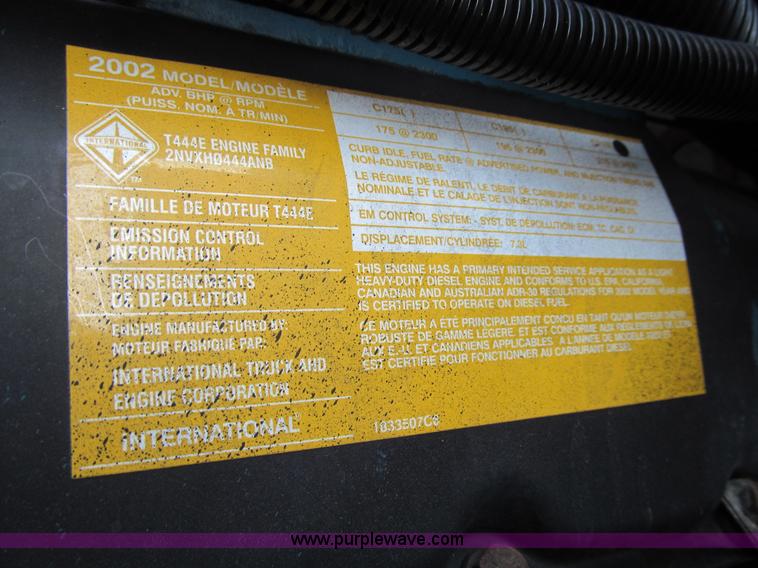 2002 MODEL/MODÈLE
ADV. BHP @ RPM
(PUISS. NOM. À TR/MIN)
INTERNATIONAL
TM
T444E ENGINE FAMILY
2NVXH0444ANB
FAMILLE DE MOTEUR T444E
EMISSION CONTROL
INFORMATION
RENSEIGNEMENTS
DE DÉPOLLUTION
ENGINE MANUFACTURED BY:
MOTEUR FABRIQUÉ PAR:
INTERNATIONAL TRUCK AND
ENGINE CORPORATION
INTERNATIONAL
C175( )
175 @ 2300
C195( )
195 @ 2300
CURB IDLE, FUEL RATE @ ADVERTISED POWER, AND INJECTION TIMING ARE
NON-ADJUSTABLE.
LE RÉGIME DE RALENTI, LE DÉBIT DE CARBURANT À LA PUISSANCE
NOMINALE ET LE CALAGE DE L'INJECTION SONT NON-RÉGLABLES.
EM CONTROL SYSTEM: - SYST. DE DÉPOLLUTION: ECM, TC, CAC, DI
DISPLACEMENT/CYLINDRÉE: 7.3L
THIS ENGINE HAS A PRIMARY INTENDED SERVICE APPLICATION AS A LIGHT
HEAVY-DUTY DIESEL ENGINE AND CONFORMS TO U.S. EPA, CALIFORNIA,
CANADIAN AND AUSTRALIAN ADR-30 REGULATIONS FOR 2002 MODEL YEAR AND
IS CERTIFIED TO OPERATE ON DIESEL FUEL.
CE MOTEUR A ÉTÉ PRINCIPALEMENT CONÇU EN TANT QU'UN MOTEUR DIESEL
ROBUSTE DE GAMME LÉGÈRE, ET EST CONFORME AUX RÈGLEMENTS DE
AUX É.-U. ET CANADIENS APPLICABLES À L'ANNÉE DE MODÈLE 2002 ET
EST CERTIFIÉ POUR FONCTIONNER AU CARBURANT DIESEL.
1833507C6
www.purplewave.com